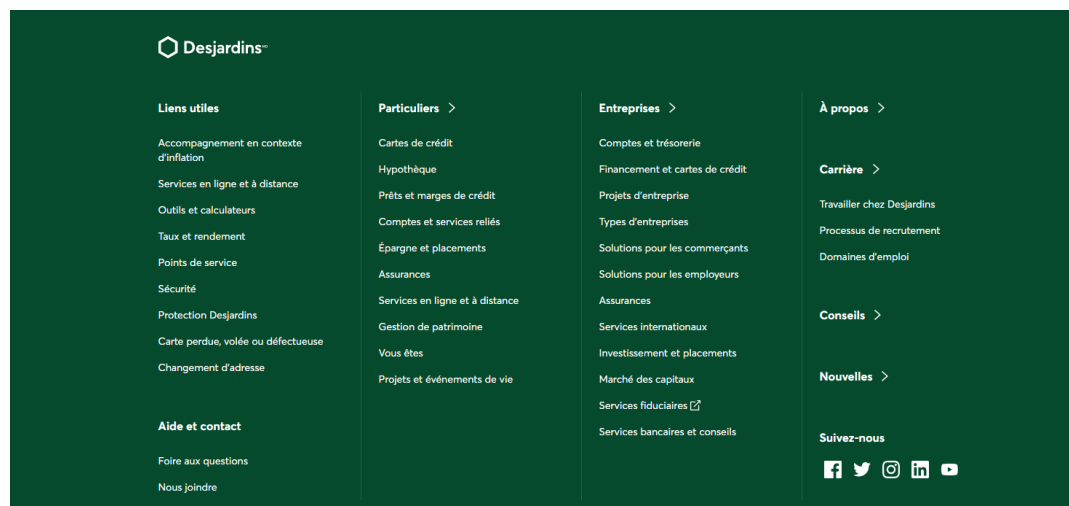 Desjardins
Liens utiles
Accompagnement en contexte
d'inflation
Services en ligne et à distance
Outils et calculateurs
Taux et rendement
Points de service
Sécurité
Protection Desjardins
Carte perdue, volée ou défectueuse
Changement d'adresse
Aide et contact
Foire aux questions
Nous joindre
Particuliers
Cartes de crédit
Hypothèque
Prêts et marges de crédit
Comptes et services reliés
Épargne et placements
Assurances
Services en ligne et à distance
Gestion de patrimoine
Vous êtes
Projets et événements de vie
Entreprises
Comptes et trésorerie
Financement et cartes de crédit
Projets d'entreprise
Types d'entreprises
Solutions pour les commerçants
Solutions pour les employeurs
Assurances
Services internationaux
Investissement et placements
Marché des capitaux
Services fiduciaires
Services bancaires et conseils
À propos
Carrière
Travailler chez Desjardins
Processus de recrutement
Domaines d'emploi
Conseils
Nouvelles
Suivez-nous